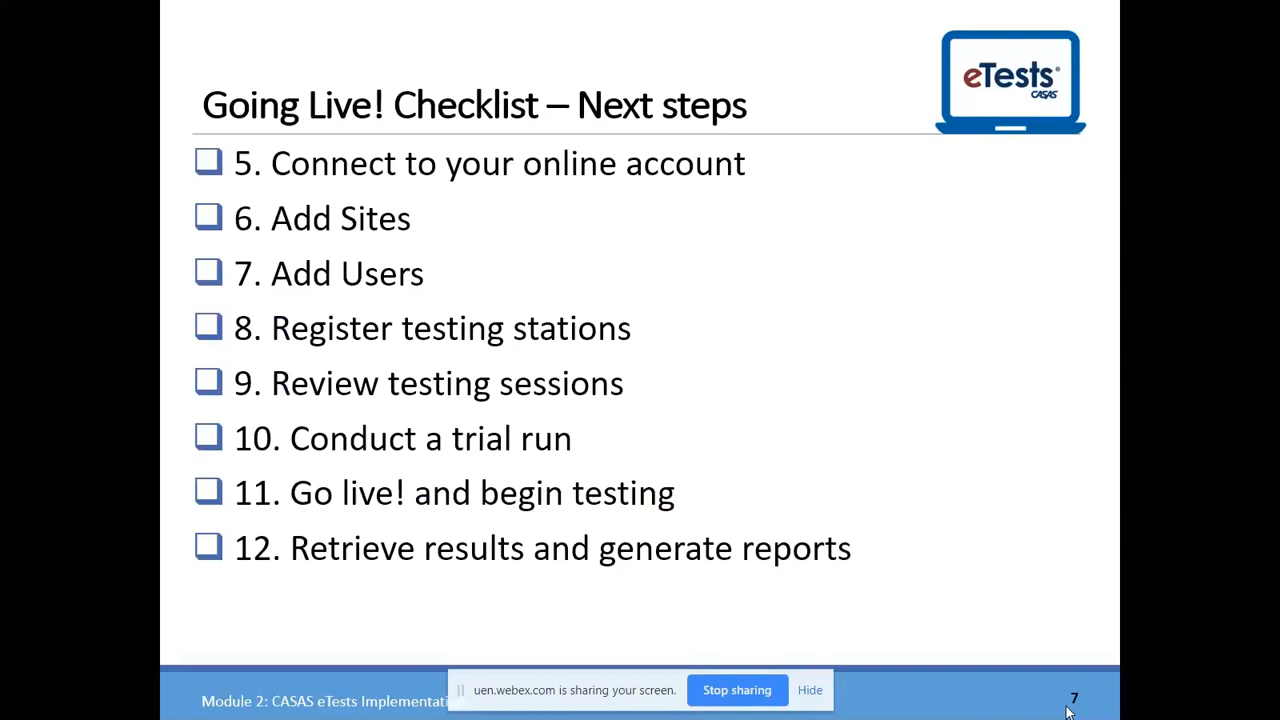 eTests®
CASAS
Going Live! Checklist – Next steps
5. Connect to your online account
6. Add Sites
7. Add Users
8. Register testing stations
9. Review testing sessions
10. Conduct a trial run
11. Go live! and begin testing
12. Retrieve results and generate reports
Module 2: CASAS eTests
uen.webex.com is sharing your screen.
Stop sharing
Hide
7